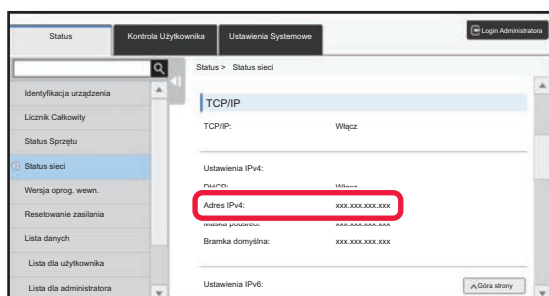 Status
Kontrola Użytkownika
Ustawienia Systemowe
Login Administratora
Status > Status sieci
Identyfikacja urządzenia
Licznik Całkowity
Status Sprzętu
Status sieci
Wersja oprog. wewn.
Resetowanie zasilania
Lista danych
Lista dla użytkownika
Lista dla administratora
TCP/IP
TCP/IP: Włącz
Ustawienia IPv4:
DHCP: Włącz
Adres IPv4: xxx.xxx.xxx.xxx
Maska podsieci: xxx.xxx.xxx.xxx
Bramka domyślna: xxx.xxx.xxx.xxx
Ustawienia IPv6:
Góra strony